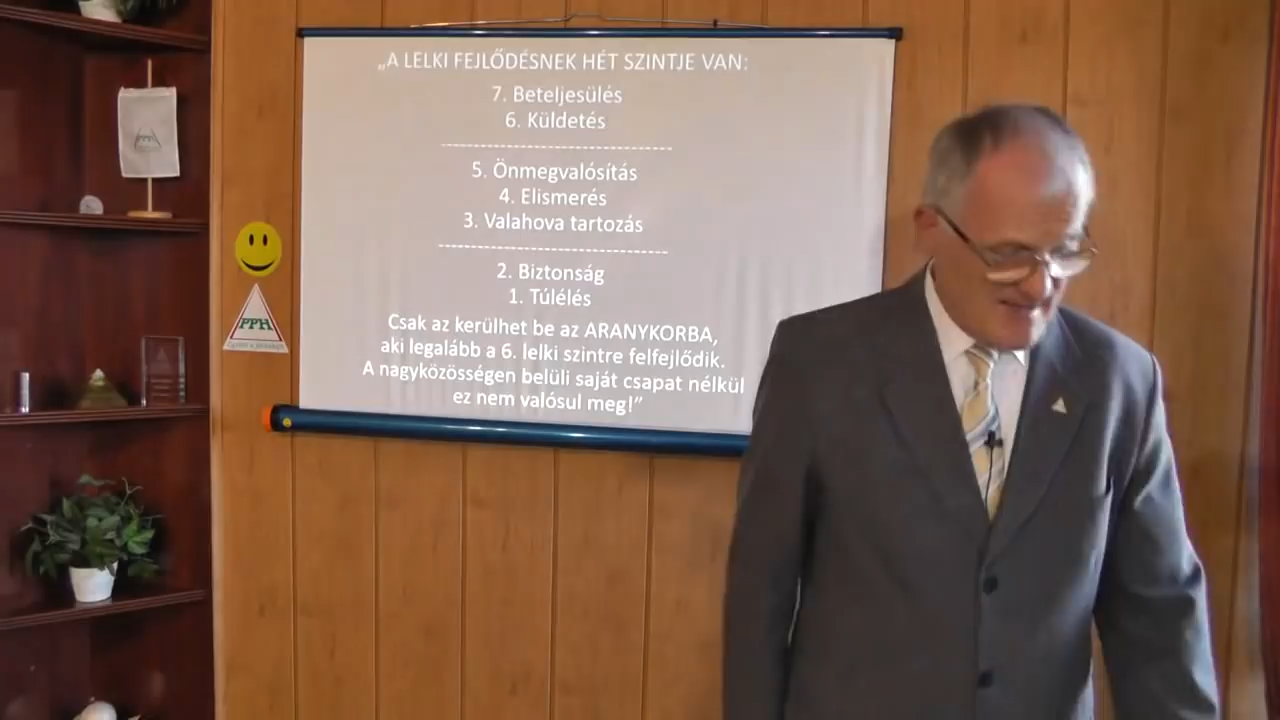 „A LELKI FEJLŐDÉSNEK HÉT SZINTJE VAN:
7. Beteljesülés
6. Küldetés
5. Önmegvalósítás
4. Elismerés
3. Valahova tartozás
2. Biztonság
1. Túlélés
Csak az kerülhet be az ARANYKORBA,
aki legalább a 6. lelki szintre felfejlődik.
A nagyközösségen belüli saját csapat nélkül
ez nem valósul meg!”
PPH